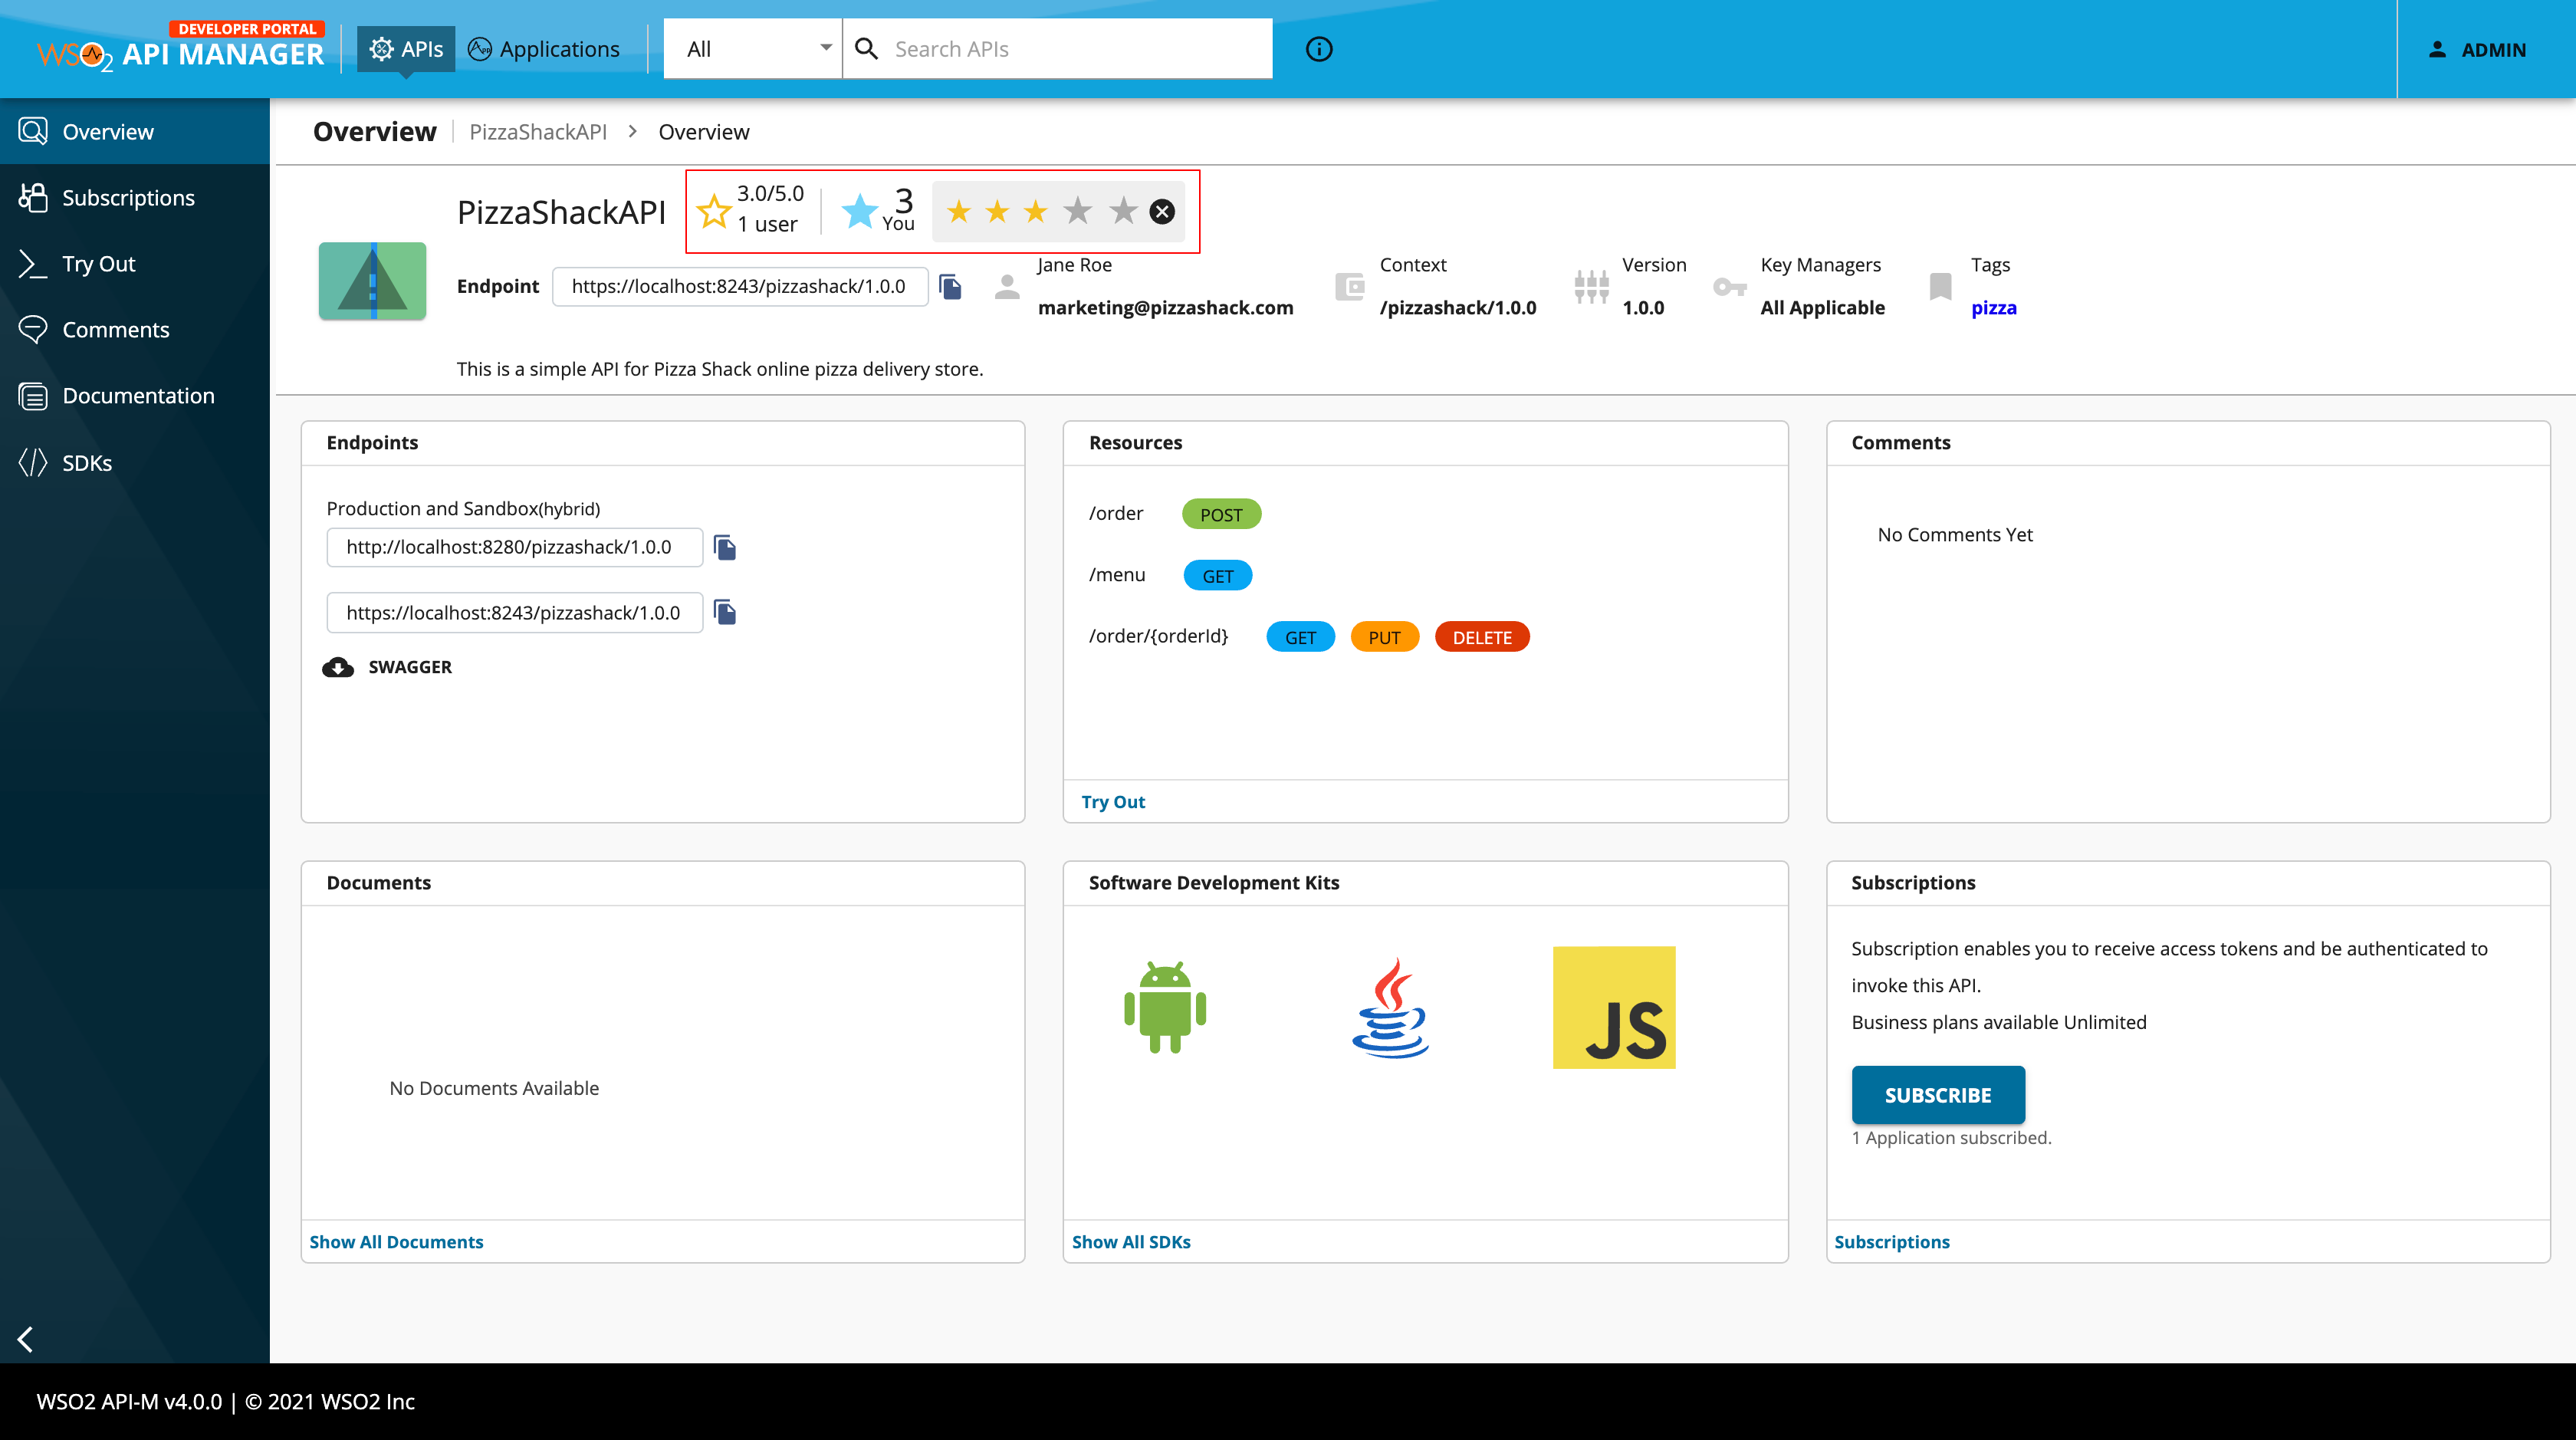 DEVELOPER PORTAL
WSO2 API MANAGER
APIs
Applications
All
Search APIs
ADMIN
Overview
Subscriptions
Try Out
Comments
Documentation
SDKs
Overview PizzaShackAPI > Overview
PizzaShackAPI
3.0/5.0
1 user
3
You
Endpoint https://localhost:8243/pizzashack/1.0.0
Jane Roe
marketing@pizzashack.com
Context
/pizzashack/1.0.0
Version
1.0.0
Key Managers
All Applicable
Tags
pizza
This is a simple API for Pizza Shack online pizza delivery store.
Endpoints
Production and Sandbox(hybrid)
http://localhost:8280/pizzashack/1.0.0
https://localhost:8243/pizzashack/1.0.0
SWAGGER
Resources
/order POST
/menu GET
/order/{orderId} GET PUT DELETE
Try Out
Comments
No Comments Yet
Documents
No Documents Available
Show All Documents
Software Development Kits
JS
Show All SDKs
Subscriptions
Subscription enables you to receive access tokens and be authenticated to
invoke this API.
Business plans available Unlimited
SUBSCRIBE
1 Application subscribed.
Subscriptions
WSO2 API-M v4.0.0 | © 2021 WSO2 Inc